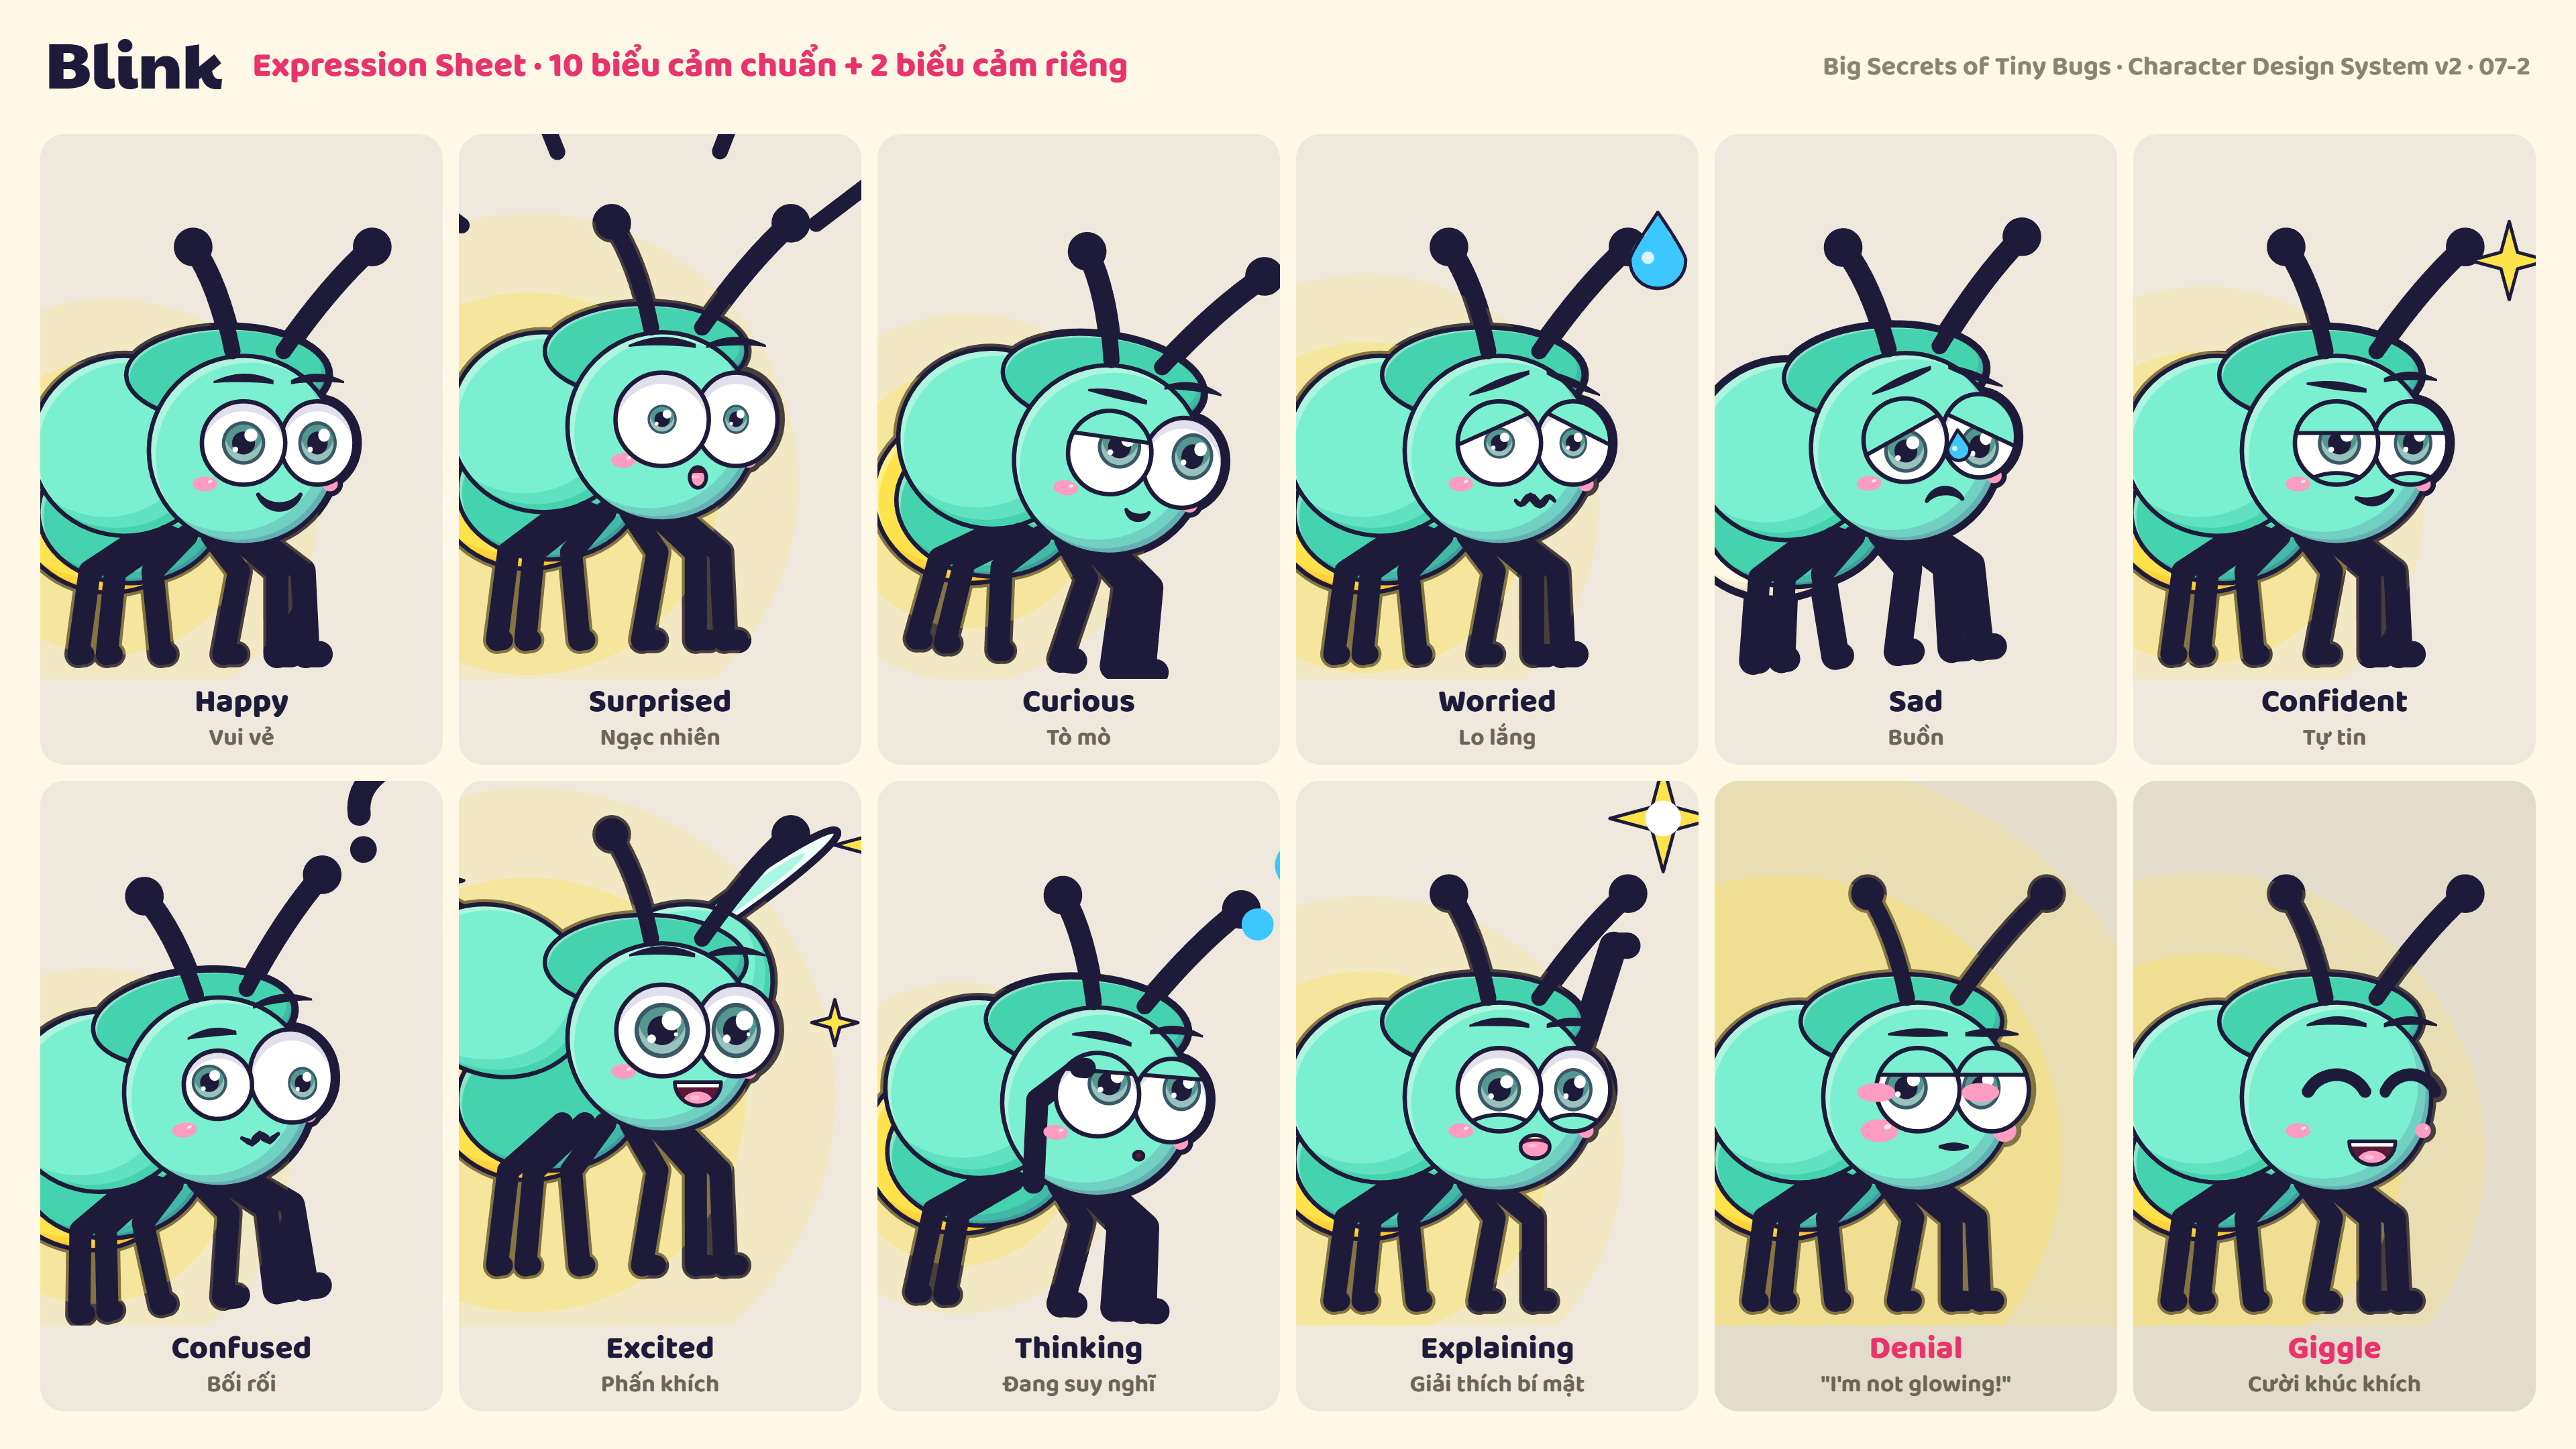 Blink
Expression Sheet · 10 biểu cảm chuẩn + 2 biểu cảm riêng
Big Secrets of Tiny Bugs · Character Design System v2 · 07-2
Happy
Vui vẻ
Surprised
Ngạc nhiên
Curious
Tò mò
Worried
Lo lắng
Sad
Buồn
Confident
Tự tin
Confused
Bối rối
Excited
Phấn khích
Thinking
Đang suy nghĩ
Explaining
Giải thích bí mật
Denial
"I'm not glowing!"
Giggle
Cười khúc khích